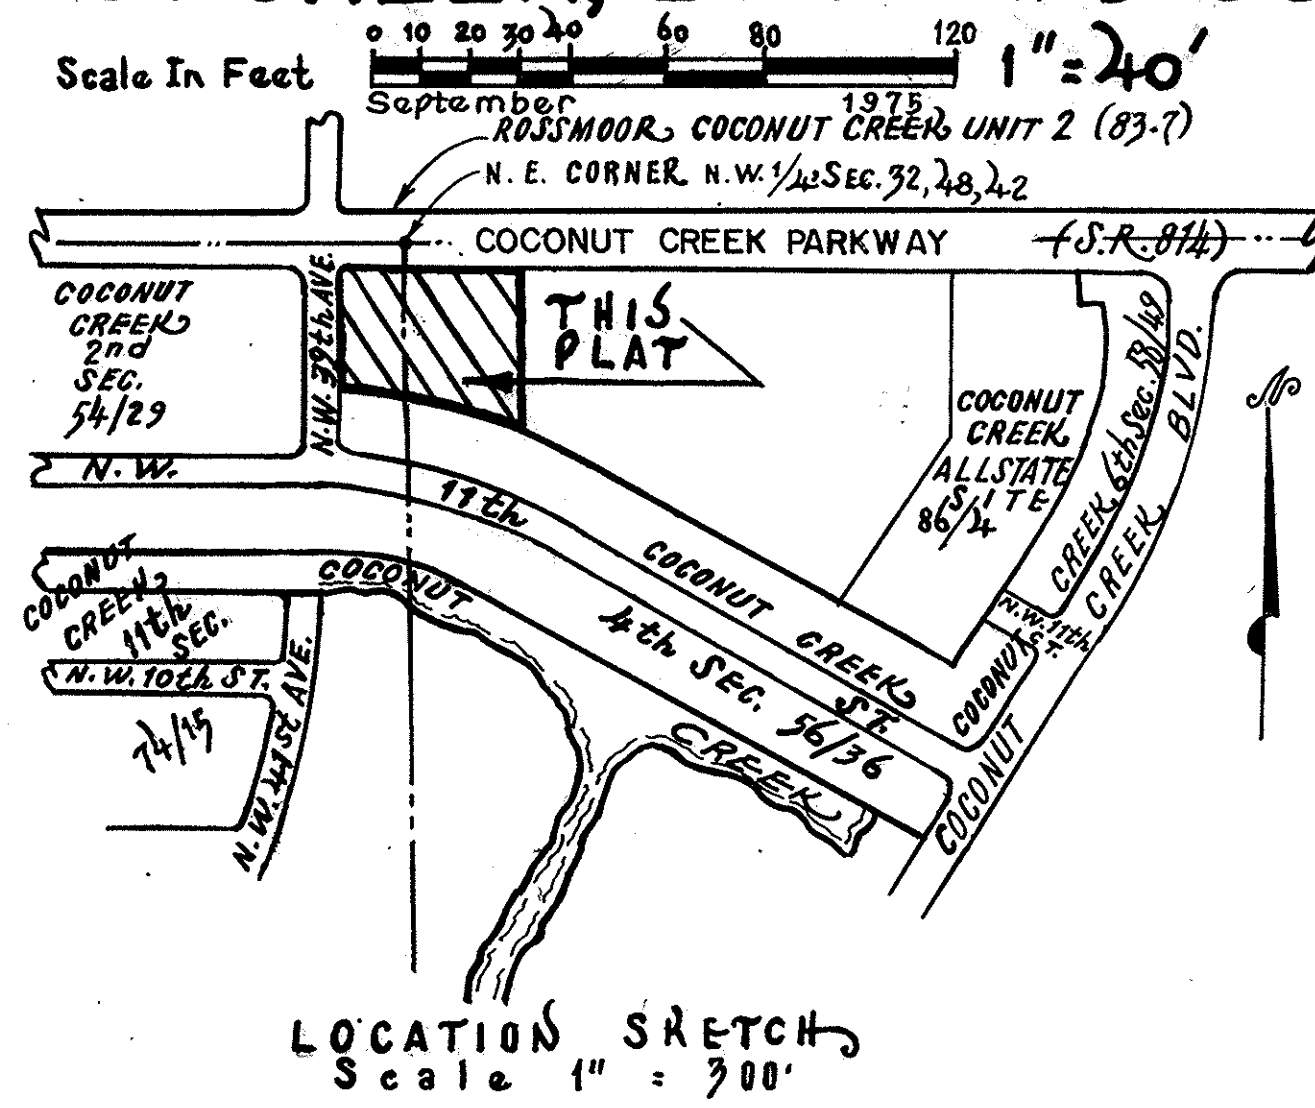 0 10 20 30 40 60 80 120
Scale In Feet
1" = 40'
September 1975
ROSSMOOR COCONUT CREEK UNIT 2 (83-7)
N. E. CORNER N.W. 1/4 SEC. 32, 48, 42
COCONUT CREEK PARKWAY (S.R. 814)
COCONUT
CREEK
2nd
SEC.
54/29
N.W. 39th AVE.
THIS
PLAT
COCONUT
CREEK
ALLSTATE
SITE
86/4
CREEK 6th SEC.
COCONUT CREEK BLVD.
N
N. W. 11th ST.
COCONUT CREEK
4th SEC. 56/36
N.W. 11th
ST.
COCONUT
COCONUT CREEK
COCONUT
CREEK
11th
SEC.
N.W. 10th ST.
74/15
N.W. 41st AVE.
LOCATION SKETCH
Scale 1" = 300'